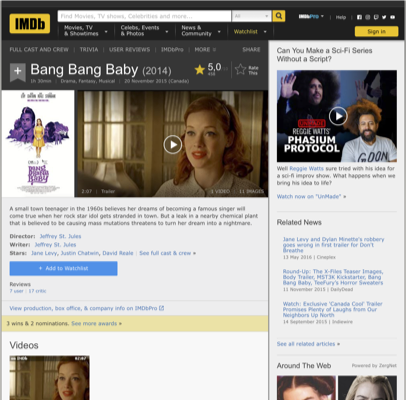 IMDb
Find Movies, TV shows, Celebrities and more...
All
IMDbPro
Help
Movies, TV
& Showtimes
Celebs, Events
& Photos
News &
Community
Watchlist
Sign in
FULL CAST AND CREW | TRIVIA | USER REVIEWS | IMDbPro | MORE
SHARE
Bang Bang Baby (2014)
5,0
Rate
This
1h 30min | Drama, Fantasy, Musical | 20 November 2015 (Canada)
2:07 | Trailer
1 VIDEO | 11 IMAGES
A small town teenager in the 1960s believes her dreams of becoming a famous singer will
come true when her rock star idol gets stranded in town. But a leak in a nearby chemical plant
that is believed to be causing mass mutations threatens to turn her dream into a nightmare.
Director: Jeffrey St. Jules
Writer: Jeffrey St. Jules
Stars: Jane Levy, Justin Chatwin, David Reale | See full cast & crew »
+ Add to Watchlist
Reviews
1 user | 17 critic
View production, box office, & company info on IMDbPro
3 wins & 2 nominations. See more awards »
Videos
02:07
Can You Make a Sci-Fi Series
Without a Script?
REGGIE WATTS'
PHASIUM
PROTOCOL
Well Reggie Watts sure tried with his idea for
a sci-fi improv show. What happens when we
bring his idea to life?
Watch now on "UnMade" »
Related News
Jane Levy and Dylan Minette's robbery
goes wrong in first trailer for Don't
Breathe
13 May 2016 | Cineplex
Round-Up: The X-Files Teaser Images,
Body Trailer, MST3K Kickstarter, Bang
Bang Baby, TexFury's Horror Sweaters
11 November 2015 | DailyDead
Watch: Exclusive 'Canada Cool' Trailer
Promises Plenty of Laughs from Our
Neighbors Up North
14 September 2015 | Indiewire
See all related articles »
Around The Web
Powered by ZergNet